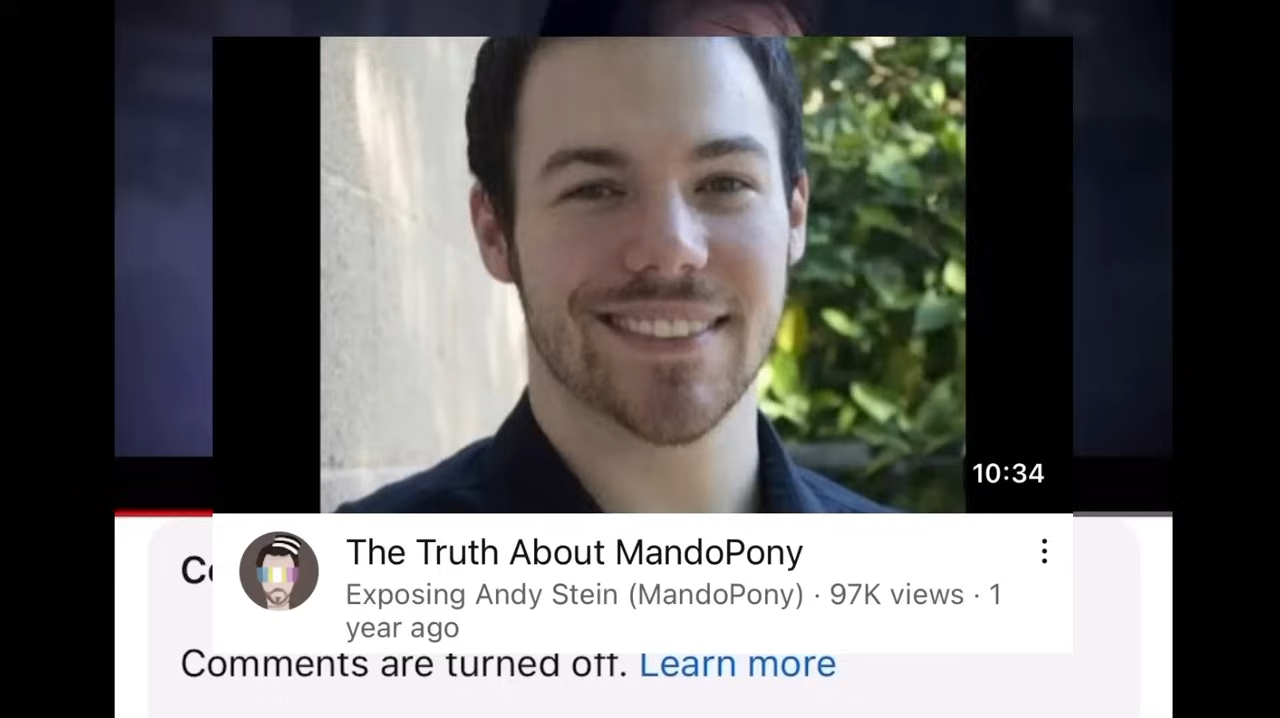 10:34
The Truth About MandoPony
Exposing Andy Stein (MandoPony) · 97K views · 1
year ago
Comments are turned off. Learn more